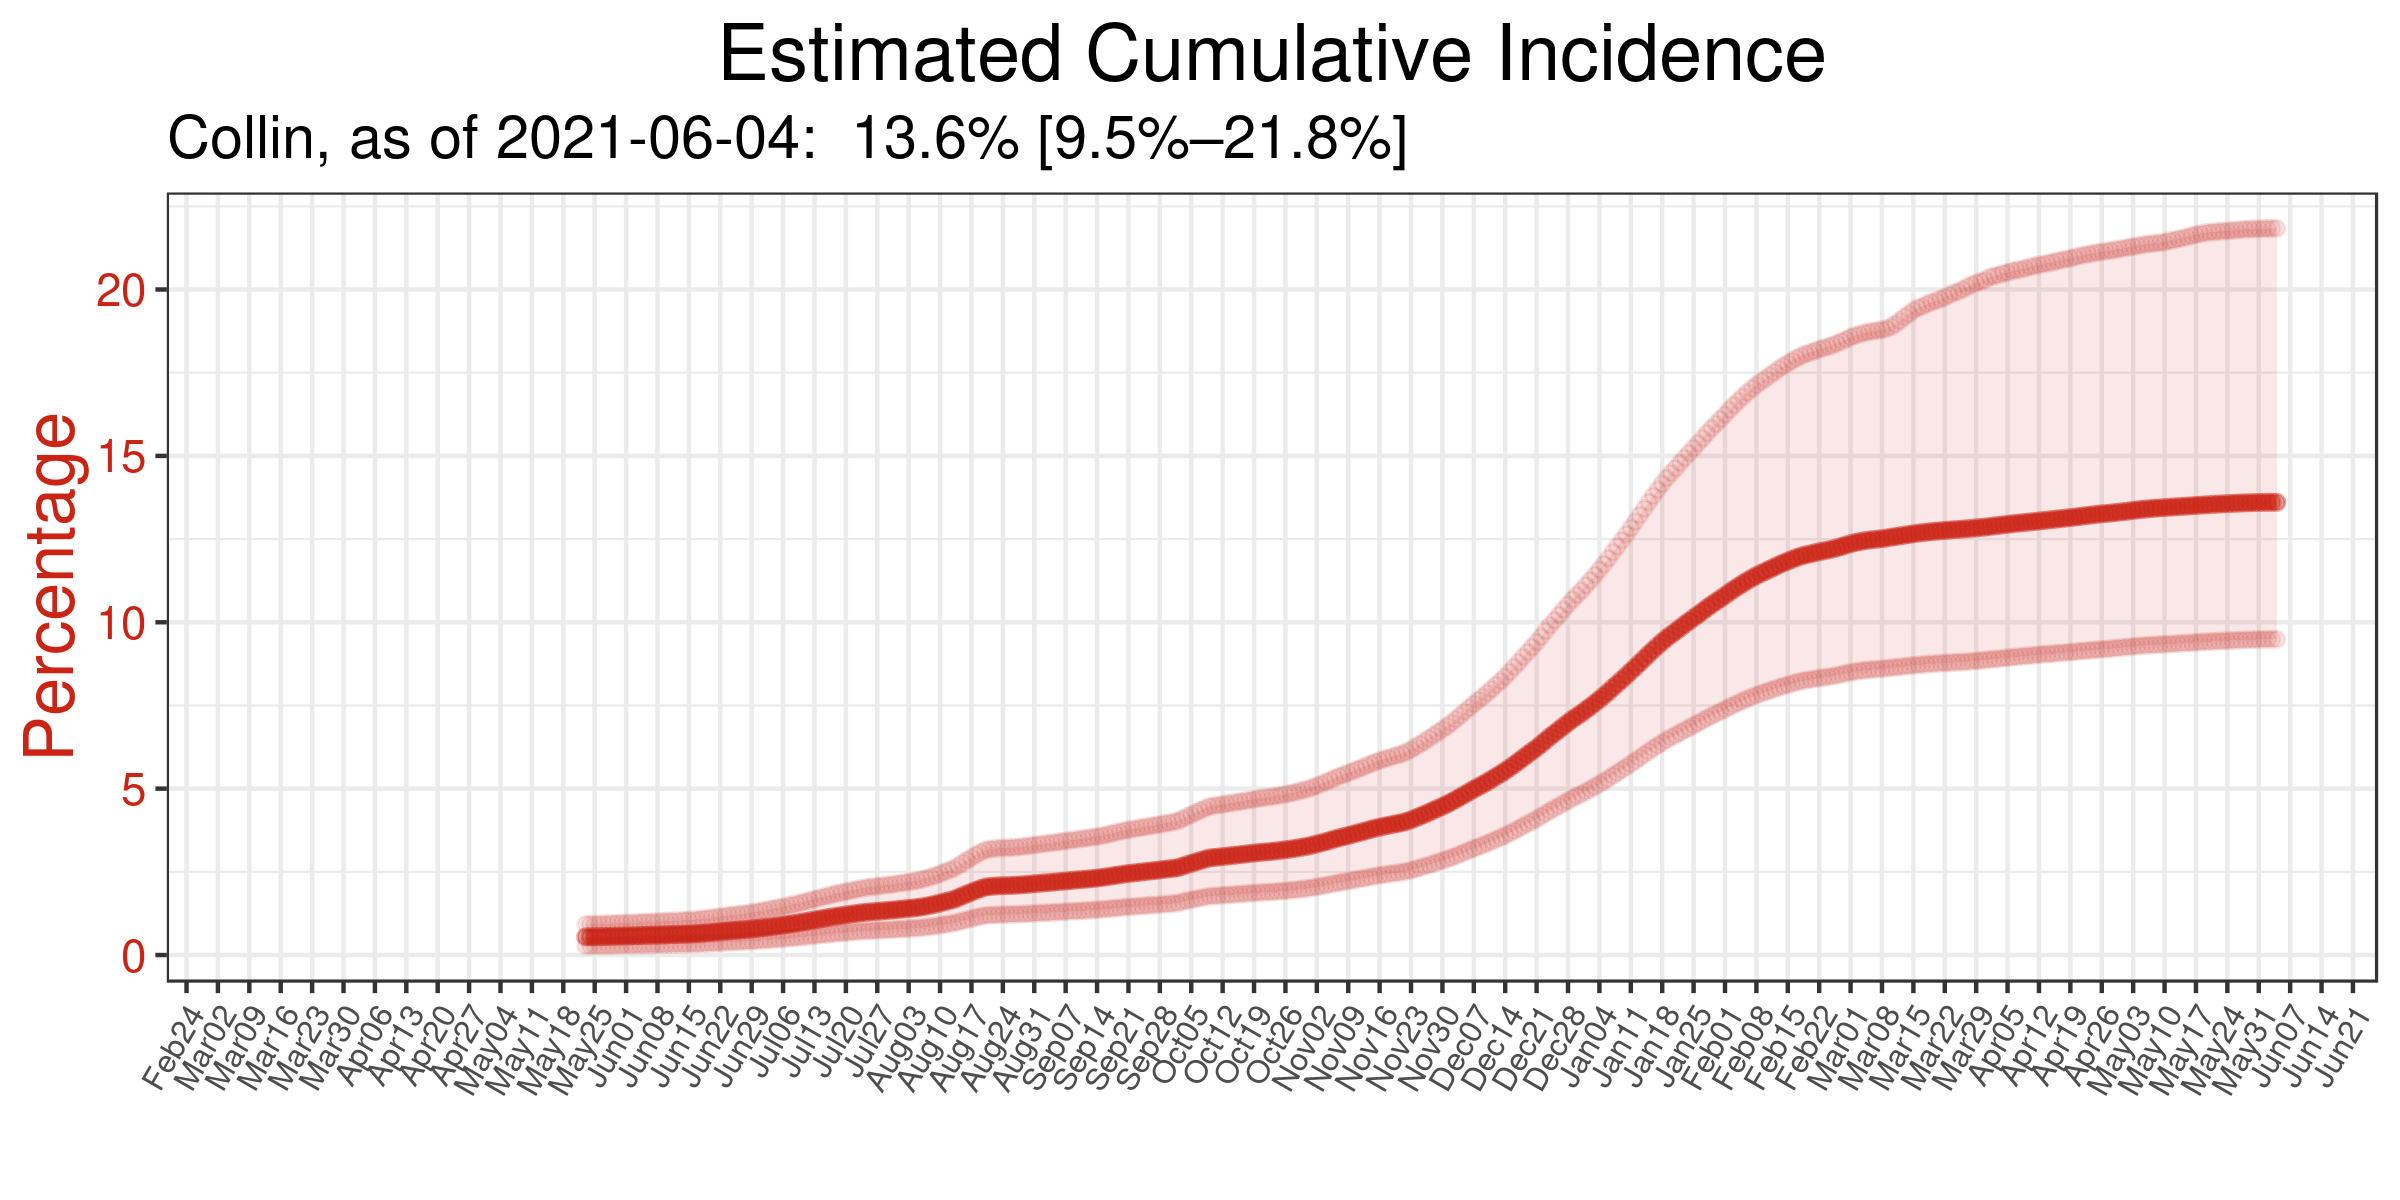 Estimated Cumulative Incidence
Collin, as of 2021-06-04:  13.6% [9.5%–21.8%]
Percentage
20
15
10
5
0
Feb24
Mar02
Mar09
Mar16
Mar23
Mar30
Apr06
Apr13
Apr20
Apr27
May04
May11
May18
May25
Jun01
Jun08
Jun15
Jun22
Jun29
Jul06
Jul13
Jul20
Jul27
Aug03
Aug10
Aug17
Aug24
Aug31
Sep07
Sep14
Sep21
Sep28
Oct05
Oct12
Oct19
Oct26
Nov02
Nov09
Nov16
Nov23
Nov30
Dec07
Dec14
Dec21
Dec28
Jan04
Jan11
Jan18
Jan25
Feb01
Feb08
Feb15
Feb22
Mar01
Mar08
Mar15
Mar22
Mar29
Apr05
Apr12
Apr19
Apr26
May03
May10
May17
May24
May31
Jun07
Jun14
Jun21